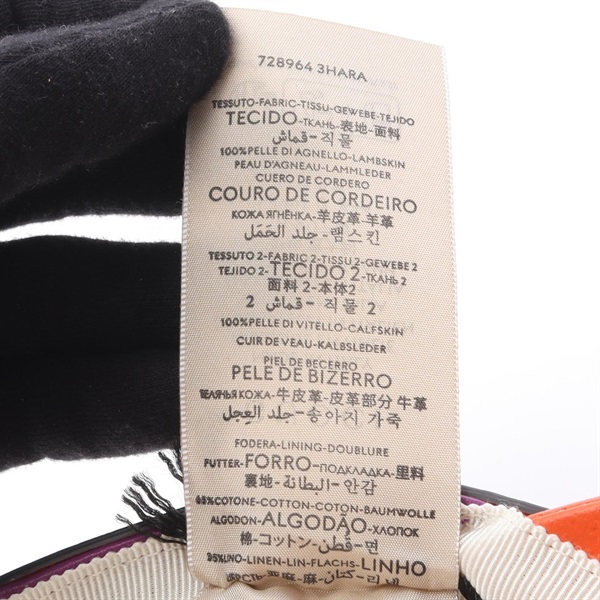 728964 3HARA
TESSUTO-FABRIC-TISSU-GEWEBE-TEJIDO
TECIDO-ТКАНЬ-表地-面料
قماش-직물
100%PELLE DI AGNELLO-LAMBSKIN
PEAU D'AGNEAU-LAMMLEDER
CUERO DE CORDERO
COURO DE CORDEIRO
КОЖА ЯГНЁНКА-羊皮革 羊革
جلد الحَمَل-램스킨
TESSUTO 2-FABRIC 2-TISSU 2-GEWEBE 2
TEJIDO 2-TECIDO 2-ТКАНЬ 2
面料 2-本体2
قماش 2-직물 2
100%PELLE DI VITELLO-CALFSKIN
CUIR DE VEAU-KALBSLEDER
PIEL DE BECERRO
PELE DE BIZERRO
ТЕЛЯЧЬЯ КОЖА-牛皮革-皮革部分 牛革
جلد العِجل-송아지 가죽
FODERA-LINING-DOUBLURE
FUTTER-FORRO-ПОДКЛАДКА-里料
裏地-البطانة-안감
COTONE-COTTON-COTON-BAUMWOLLE
ALGODON-ALGODÃO-ХЛОПОК
棉-コットン-قطن-면
LINO-LINEN-LIN-FLACHS-LINHO
麻-كتان-리넨